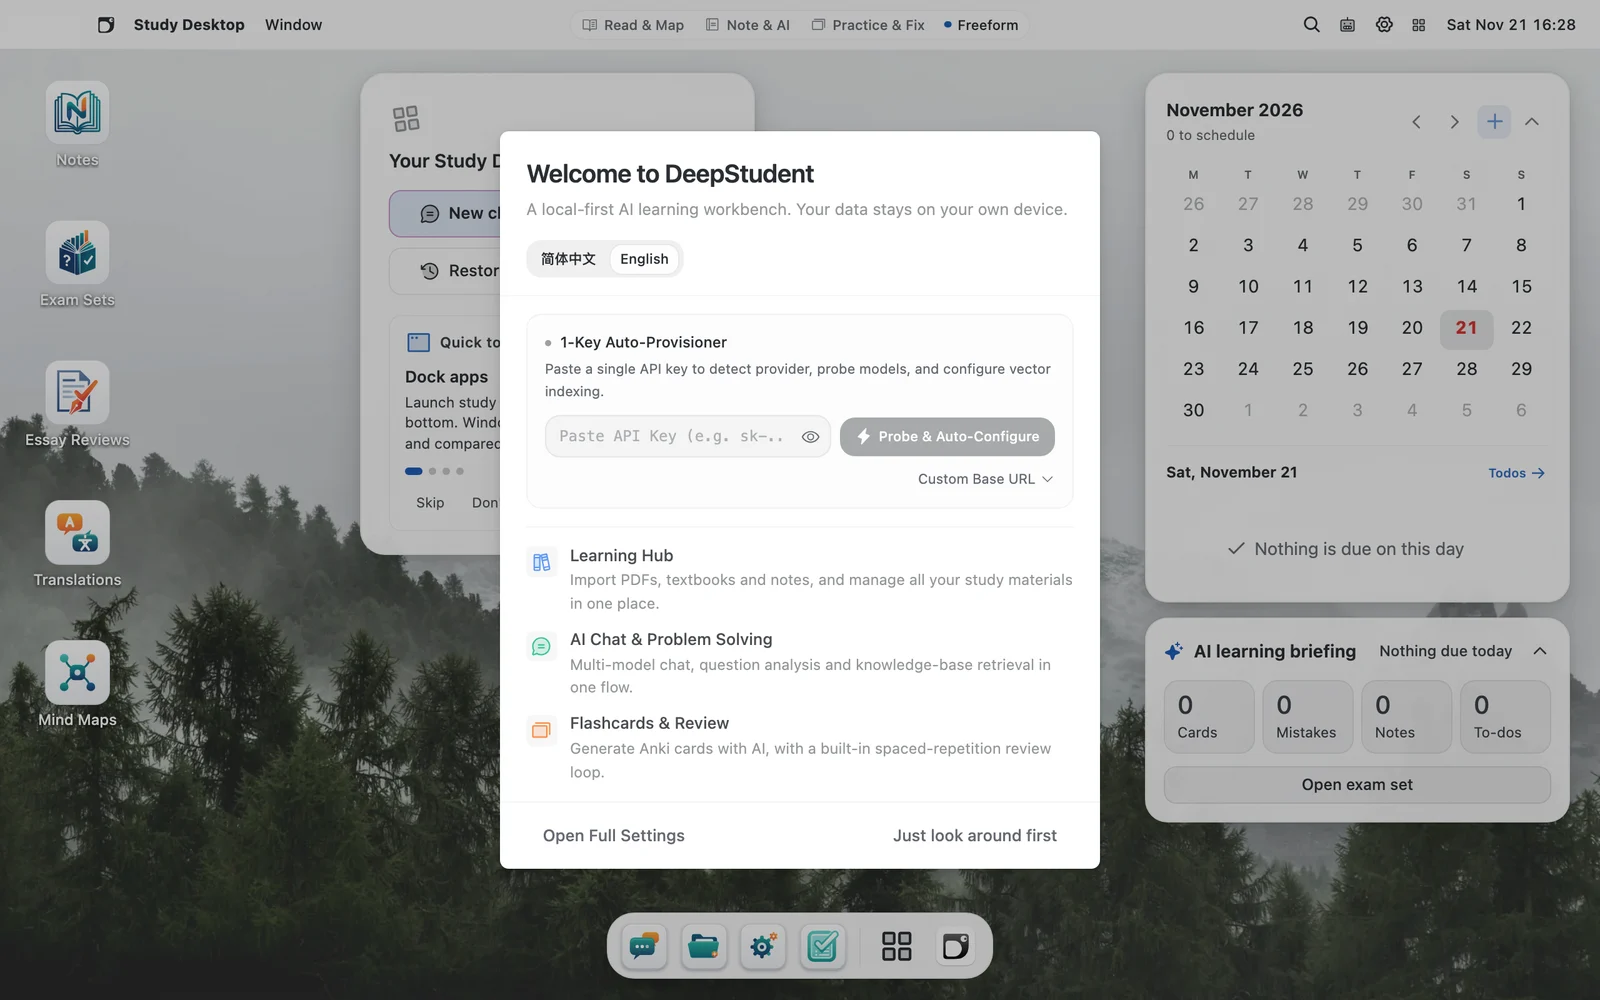 Study Desktop
Window
Read & Map
Note & AI
Practice & Fix
Freeform
Sat Nov 21 16:28
Notes
Exam Sets
Essay Reviews
Translations
Mind Maps
Your Study
New
Restor
Quick to
Dock apps
Launch study
bottom. Wind
and compared
Skip
Don
Welcome to DeepStudent
A local-first AI learning workbench. Your data stays on your own device.
简体中文
English
1-Key Auto-Provisioner
Paste a single API key to detect provider, probe models, and configure vector
indexing.
Paste API Key (e.g. sk-..
Probe & Auto-Configure
Custom Base URL
Learning Hub
Import PDFs, textbooks and notes, and manage all your study materials
in one place.
AI Chat & Problem Solving
Multi-model chat, question analysis and knowledge-base retrieval in
one flow.
Flashcards & Review
Generate Anki cards with AI, with a built-in spaced-repetition review
loop.
Open Full Settings
Just look around first
November 2026
0 to schedule
M T W T F S S
26 27 28 29 30 31 1
2 3 4 5 6 7 8
9 10 11 12 13 14 15
16 17 18 19 20 21 22
23 24 25 26 27 28 29
30 1 2 3 4 5 6
Sat, November 21
Todos
Nothing is due on this day
AI learning briefing
Nothing due today
0 Cards
0 Mistakes
0 Notes
0 To-dos
Open exam set